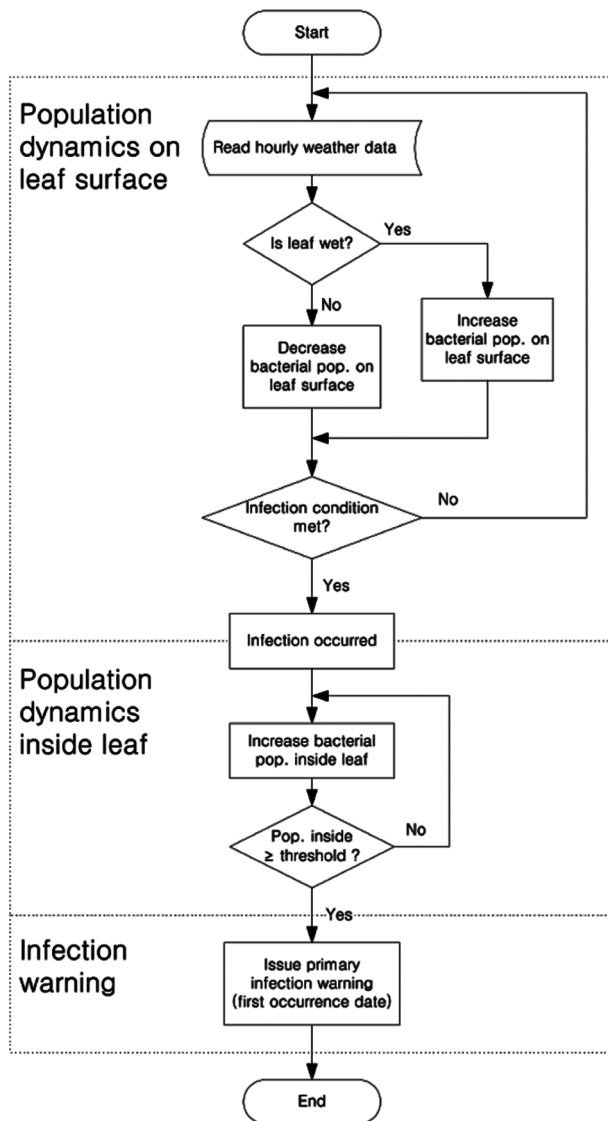 Start
Population
dynamics on
leaf surface
Read hourly weather data
Is leaf wet?
Yes
No
Increase
bacterial pop. on
leaf surface
Decrease
bacterial pop. on
leaf surface
Infection condition
met?
No
Yes
Infection occurred
Population
dynamics
inside leaf
Increase bacterial
pop. inside leaf
Pop. inside
≥ threshold ?
No
Yes
Infection
warning
Issue primary
infection warning
(first occurrence date)
End